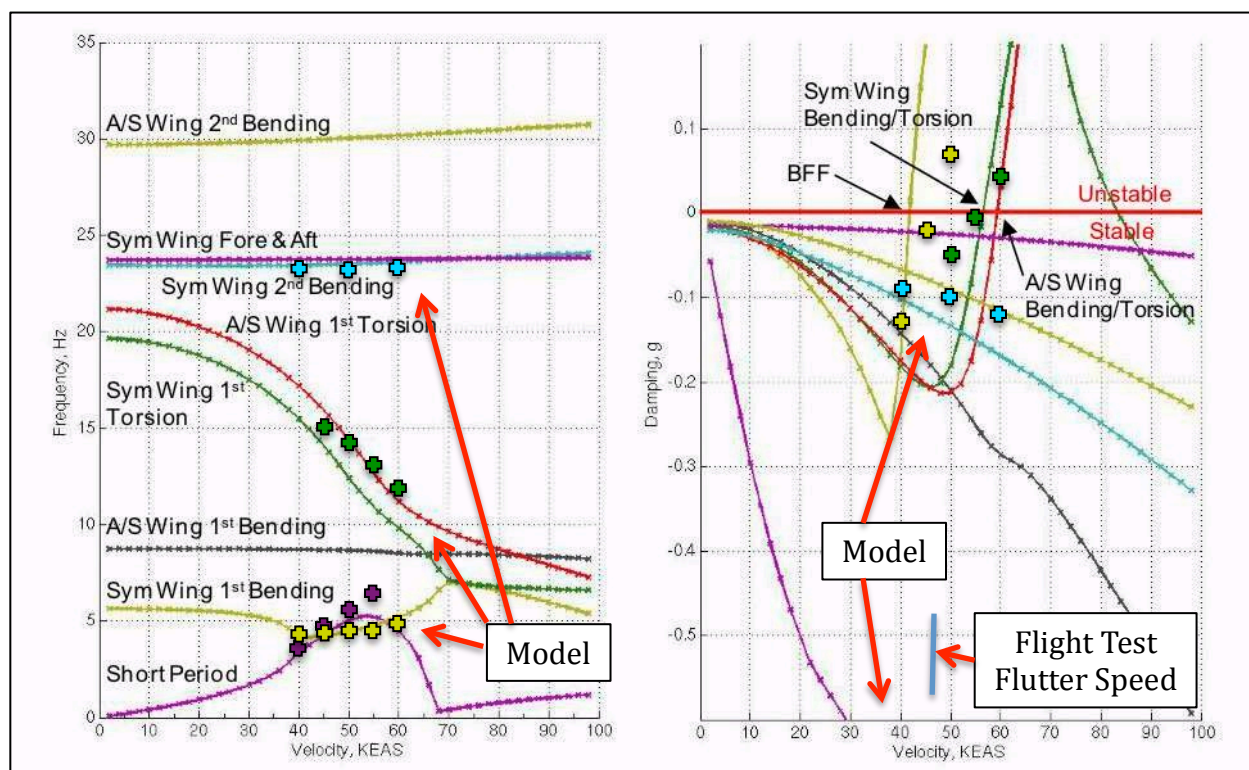 35
30
25
20
15
10
5
0
Frequency, Hz
A/S Wing 2nd Bending
Sym Wing Fore & Aft
Sym Wing 2nd Bending
A/S Wing 1st Torsion
Sym Wing 1st
Torsion
A/S Wing 1st Bending
Sym Wing 1st Bending
Short Period
Model
0 10 20 30 40 50 60 70 80 90 100
Velocity, KEAS
0.1
0
-0.1
-0.2
-0.3
-0.4
-0.5
Damping, g
Sym Wing
Bending/Torsion
BFF
Unstable
Stable
A/S Wing
Bending/Torsion
Model
Flight Test
Flutter Speed
0 10 20 30 40 50 60 70 80 90 100
Velocity, KEAS